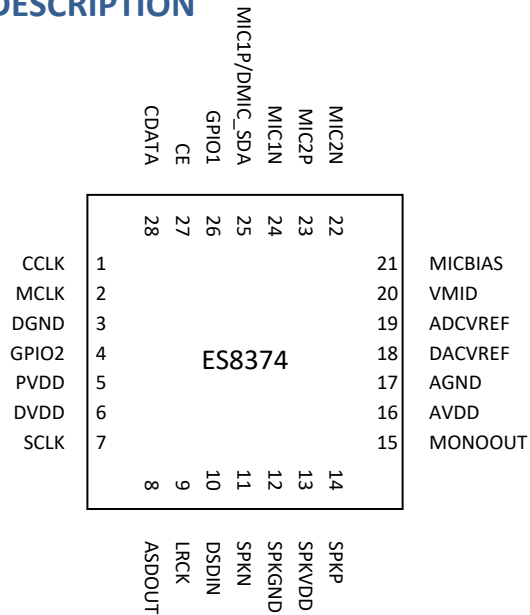 DESCRIPTION
CDATA
CE
GPIO1
MIC1P/DMIC_SDA
MIC1N
MIC2P
MIC2N
28
27
26
25
24
23
22
CCLK 1
MCLK 2
DGND 3
GPIO2 4
PVDD 5
DVDD 6
SCLK 7
ES8374
21 MICBIAS
20 VMID
19 ADCVREF
18 DACVREF
17 AGND
16 AVDD
15 MONOOUT
8
9
10
11
12
13
14
ASDOUT
LRCK
DSDIN
SPKN
SPKGND
SPKVDD
SPKP